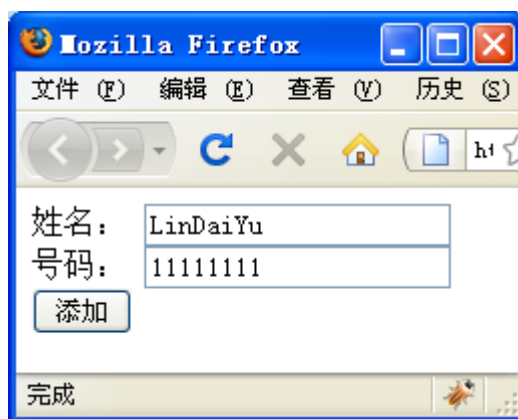 Mozilla Firefox
文件 (F) 编辑 (E) 查看 (V) 历史 (S)
ht
姓名： LinDaiYu
号码： 11111111
添加
完成